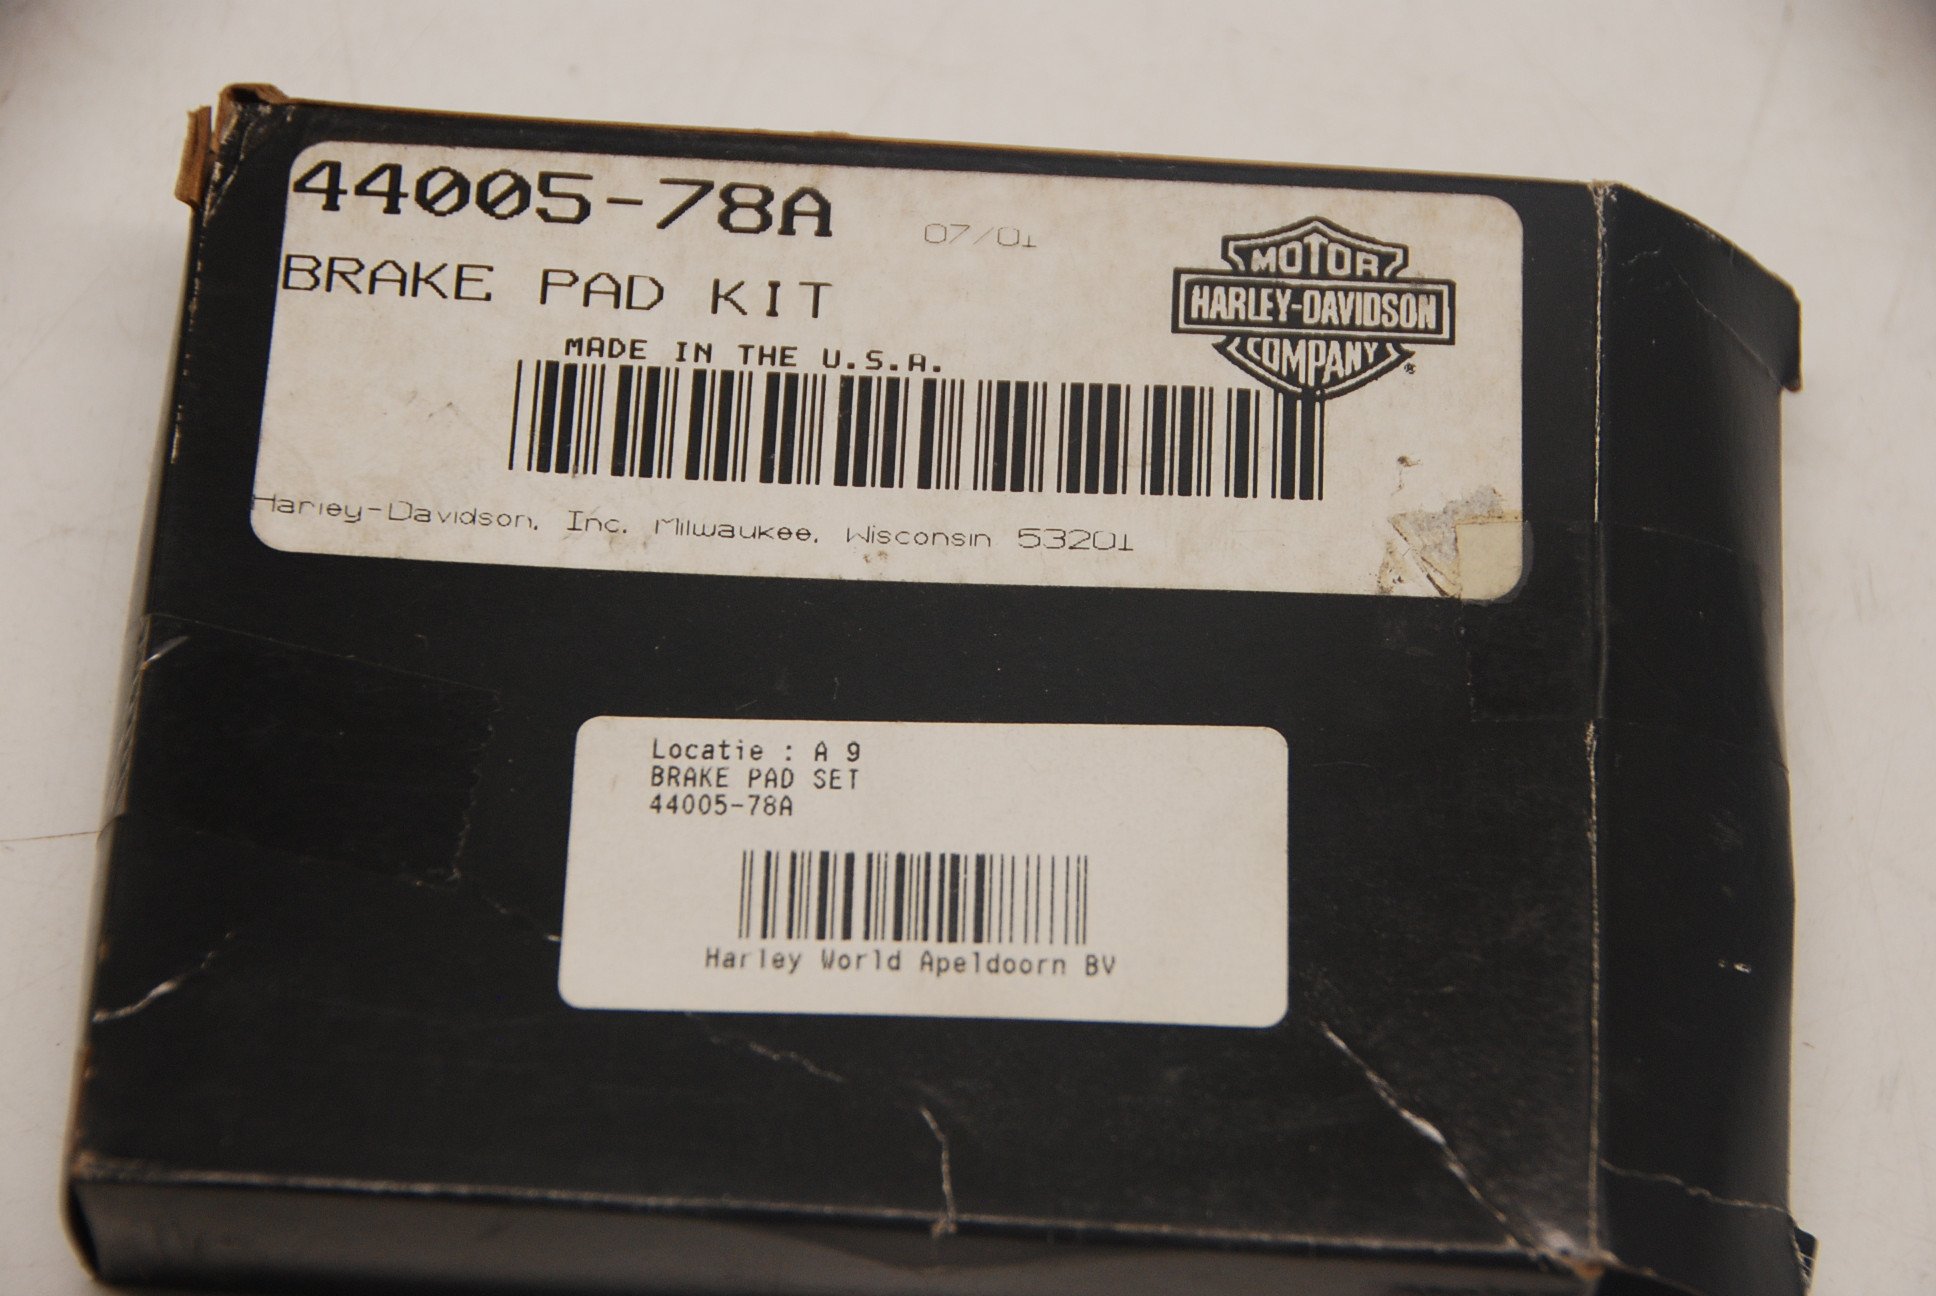 44005-78A
07/01
BRAKE PAD KIT
MOTOR
HARLEY-DAVIDSON
COMPANY
®
MADE IN THE U.S.A.
Harley-Davidson, Inc. Milwaukee, Wisconsin 53201
Locatie : A 9
BRAKE PAD SET
44005-78A
Harley World Apeldoorn BV